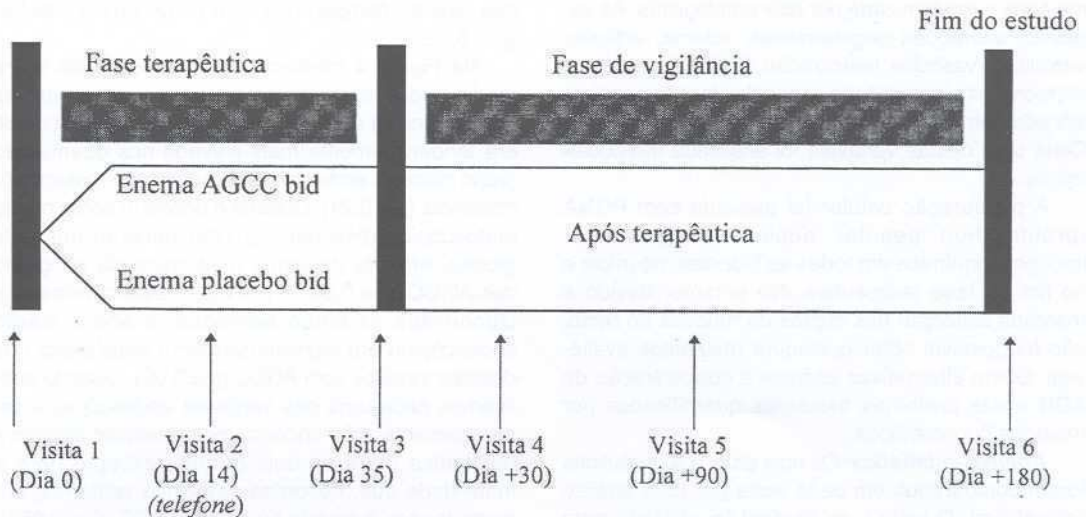 Fim do estudo
Fase terapêutica
Fase de vigilância
Enema AGCC bid
Após terapêutica
Enema placebo bid
Visita 1
(Dia 0)
Visita 2
(Dia 14)
(telefone)
Visita 3
(Dia 35)
Visita 4
(Dia +30)
Visita 5
(Dia +90)
Visita 6
(Dia +180)